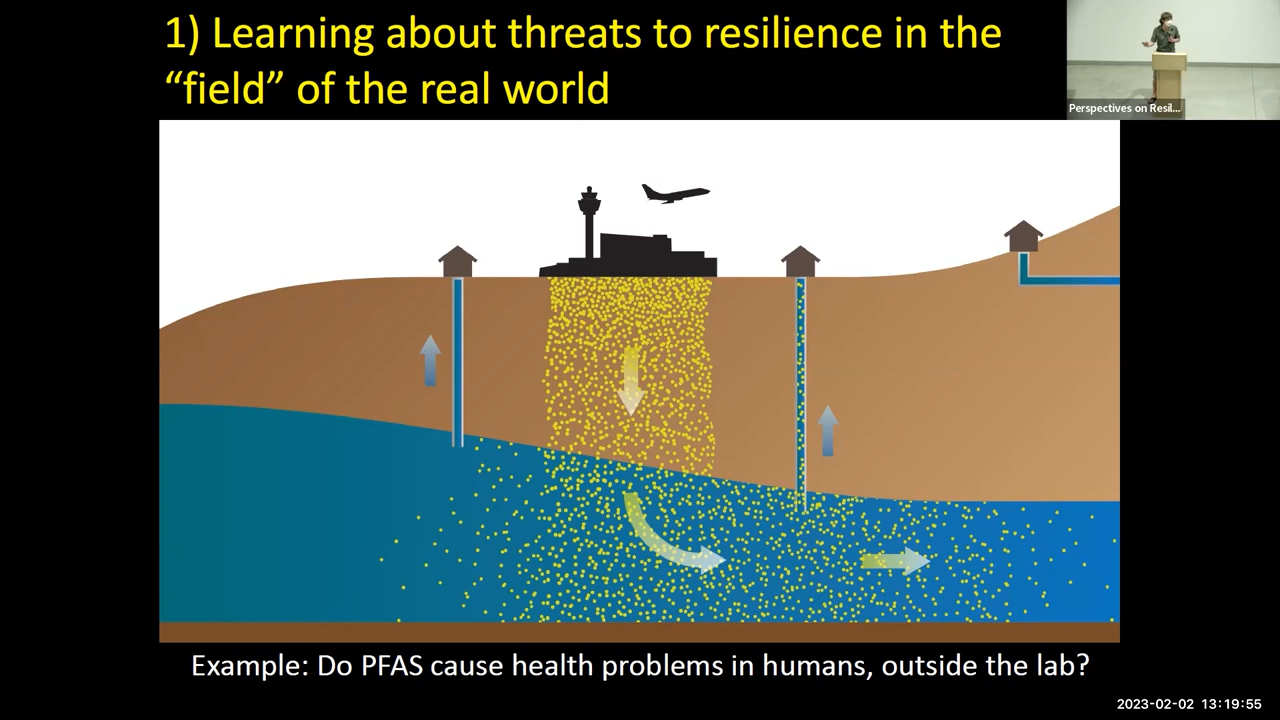 1) Learning about threats to resilience in the
“field” of the real world
Perspectives on Resil...
Example: Do PFAS cause health problems in humans, outside the lab?
2023-02-02 13:19:55